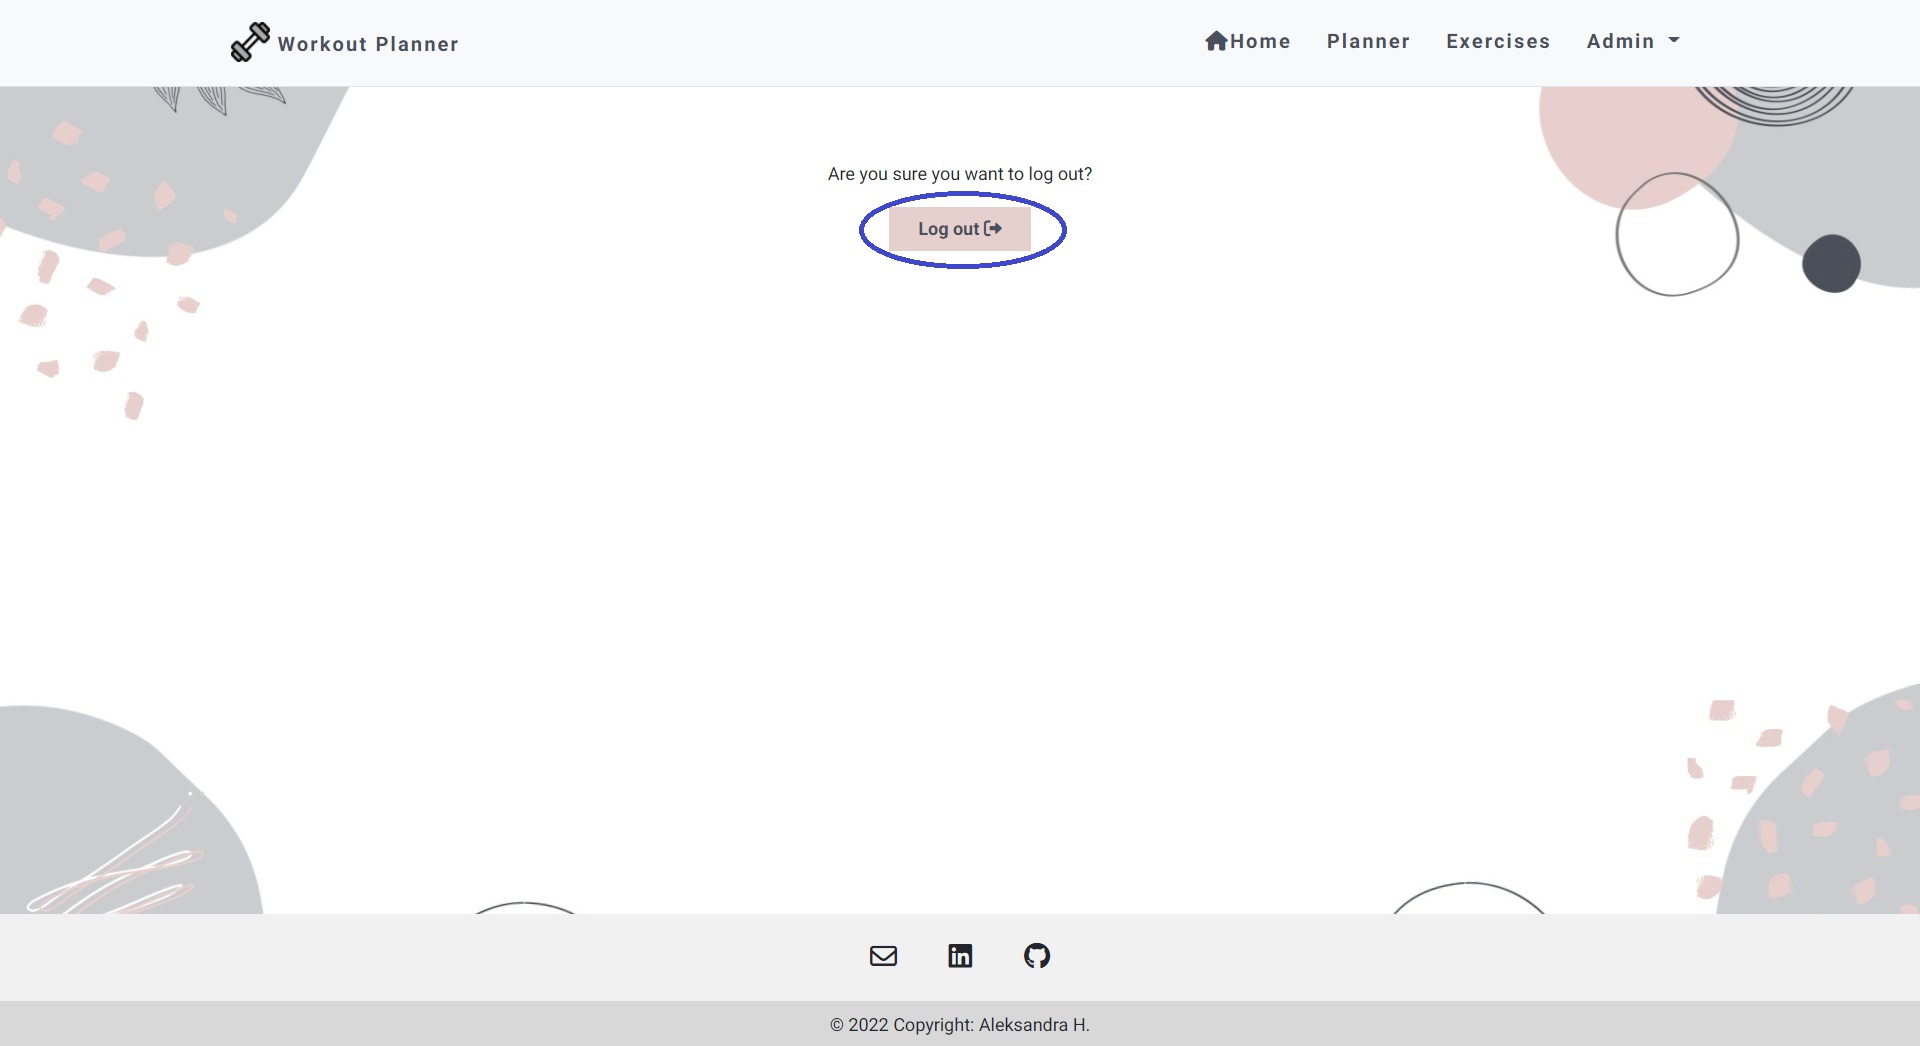 Workout Planner
Home
Planner
Exercises
Admin
Are you sure you want to log out?
Log out
© 2022 Copyright: Aleksandra H.